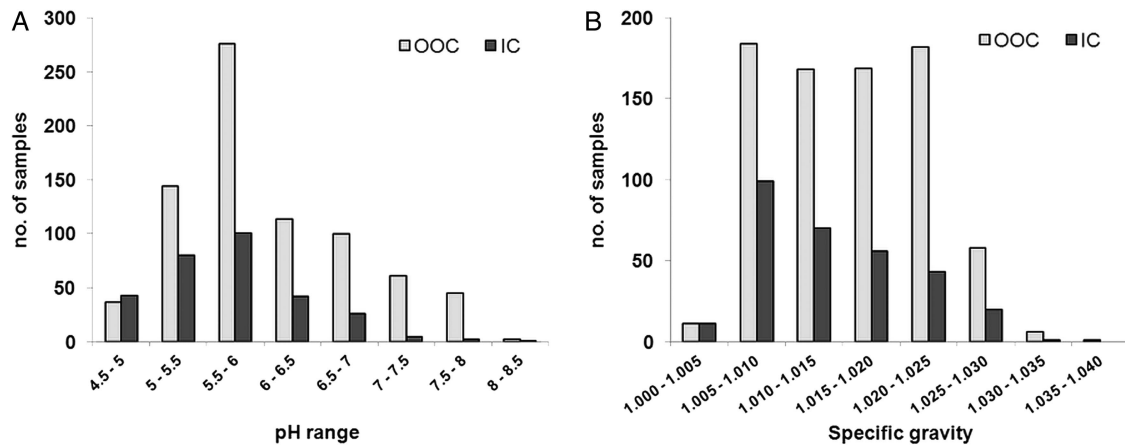 A
300
250
200
150
100
50
0
no. of samples
OOC IC
4.5 - 5
5 - 5.5
5.5 - 6
6 - 6.5
6.5 - 7
7 - 7.5
7.5 - 8
8 - 8.5
pH range
B
200
150
100
50
0
no. of samples
OOC IC
1.000 - 1.005
1.005 - 1.010
1.010 - 1.015
1.015 - 1.020
1.020 - 1.025
1.025 - 1.030
1.030 - 1.035
1.035 - 1.040
Specific gravity